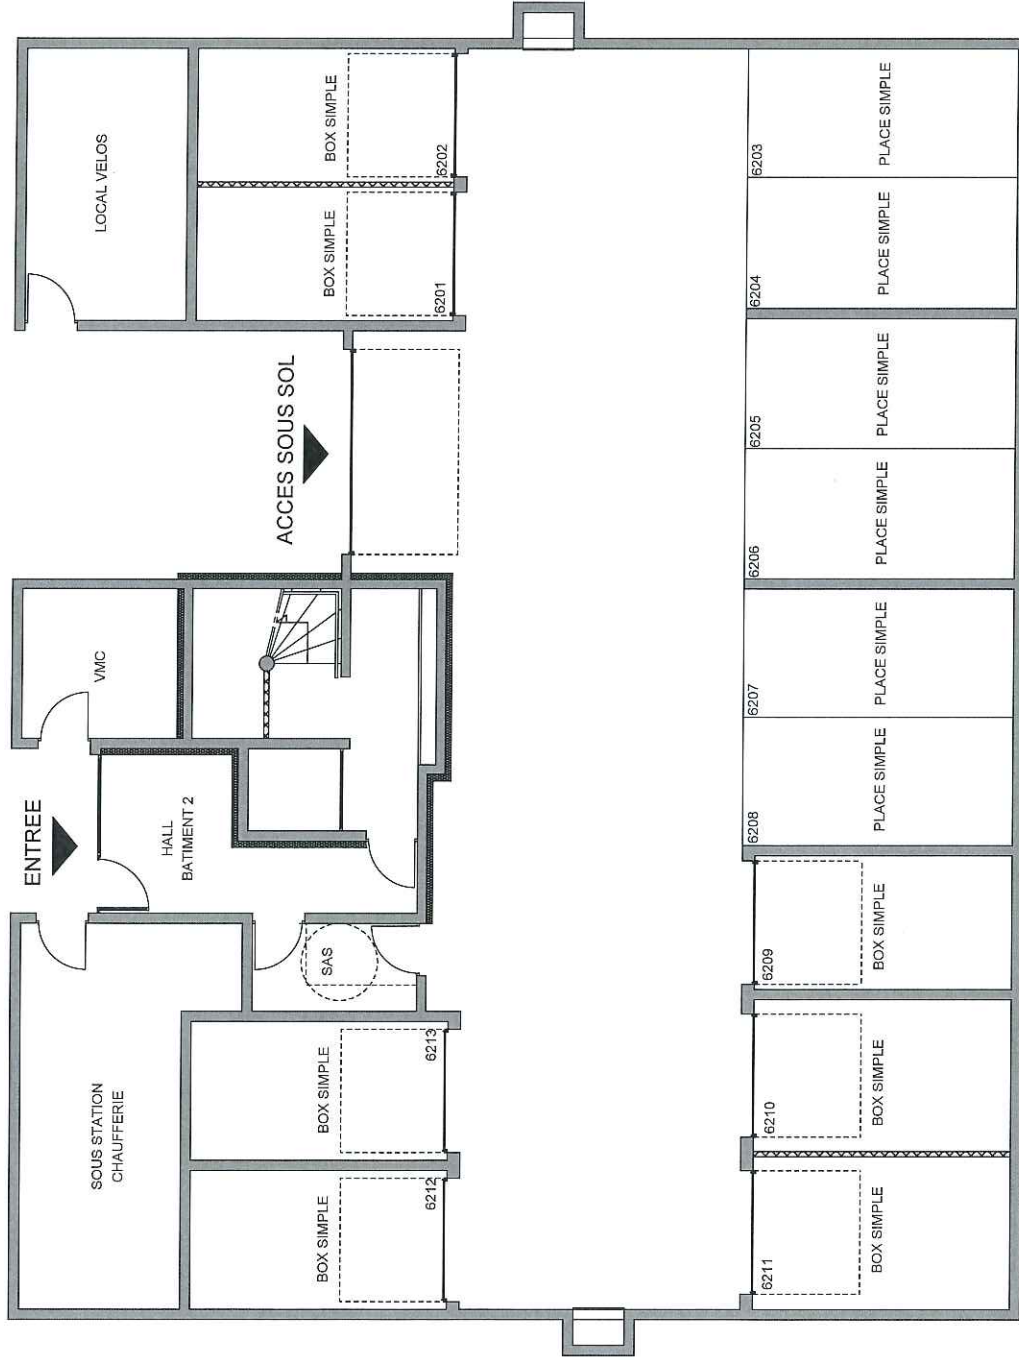 ENTREE
SOUS STATION
CHAUFFERIE
VMC
LOCAL VELOS
HALL
BATIMENT 2
ACCES SOUS SOL
SAS
BOX SIMPLE
6212
BOX SIMPLE
6213
BOX SIMPLE
6201
BOX SIMPLE
6202
6211
BOX SIMPLE
6210
BOX SIMPLE
6209
BOX SIMPLE
6208
PLACE SIMPLE
6207
PLACE SIMPLE
6206
PLACE SIMPLE
6205
PLACE SIMPLE
6204
PLACE SIMPLE
6203
PLACE SIMPLE